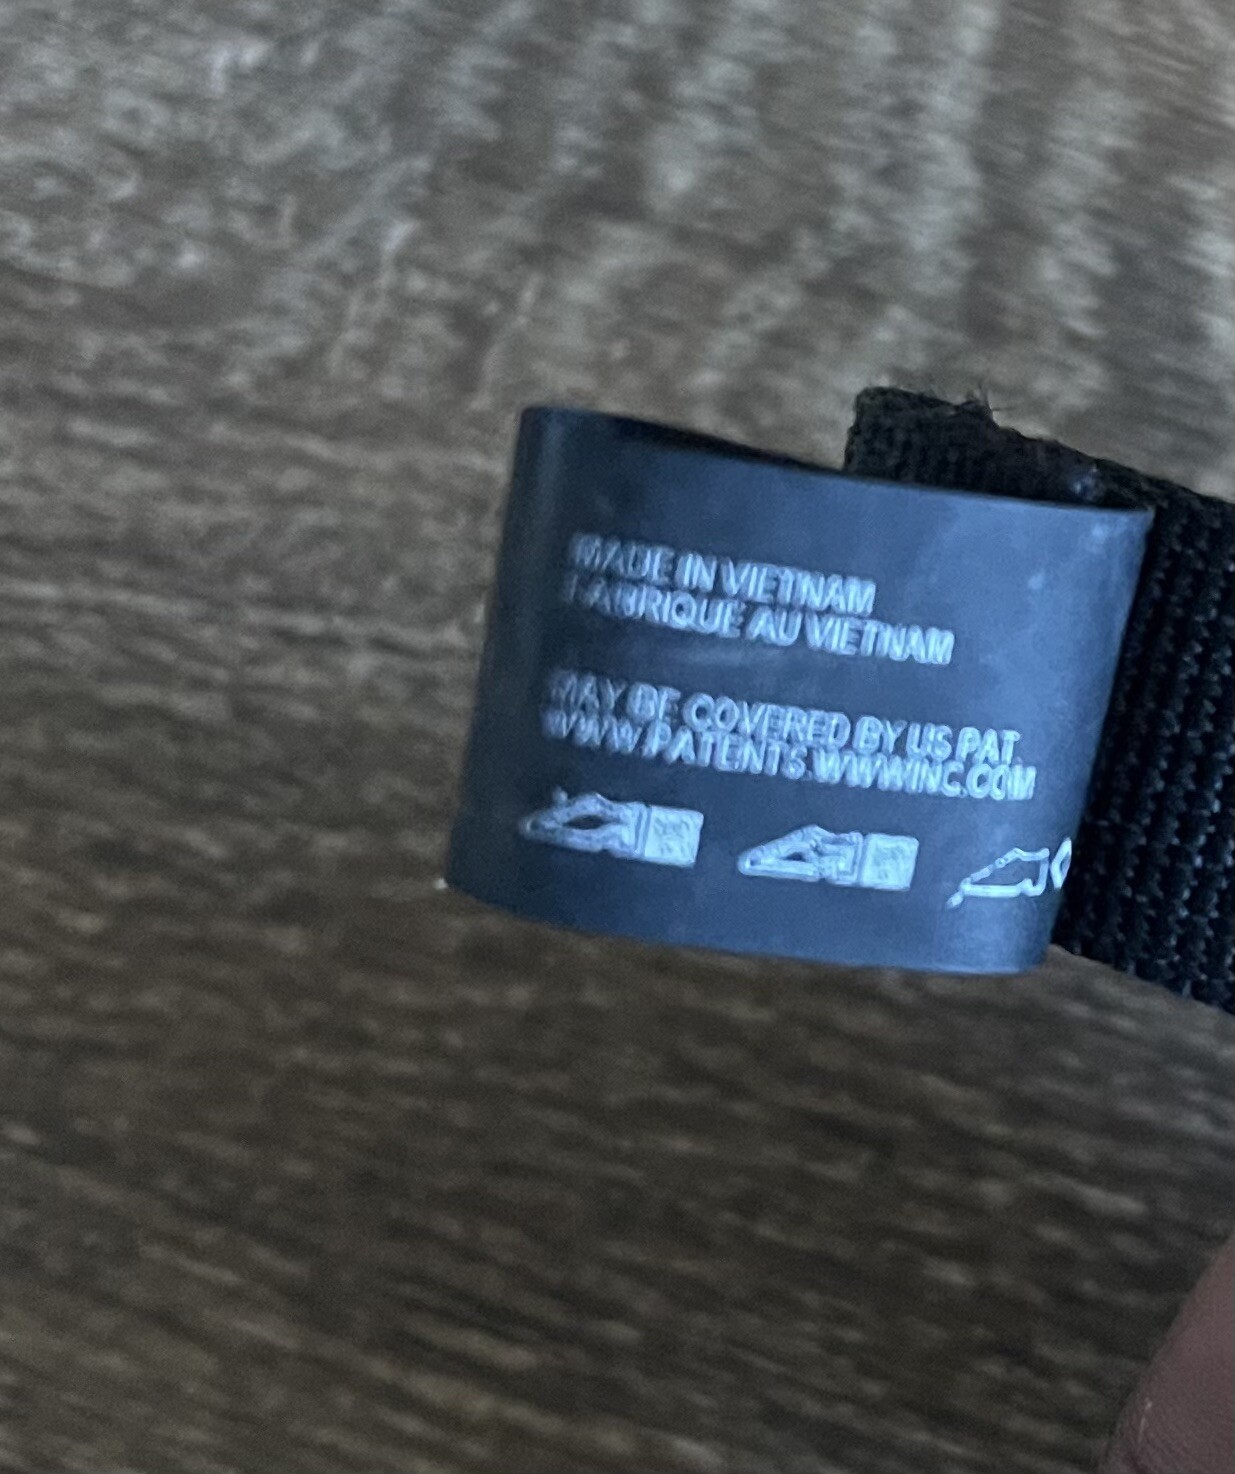 MADE IN VIETNAM
FABRIQUE AU VIETNAM
MAY BE COVERED BY US PAT.
WWW.PATENTS.WWWINC.COM